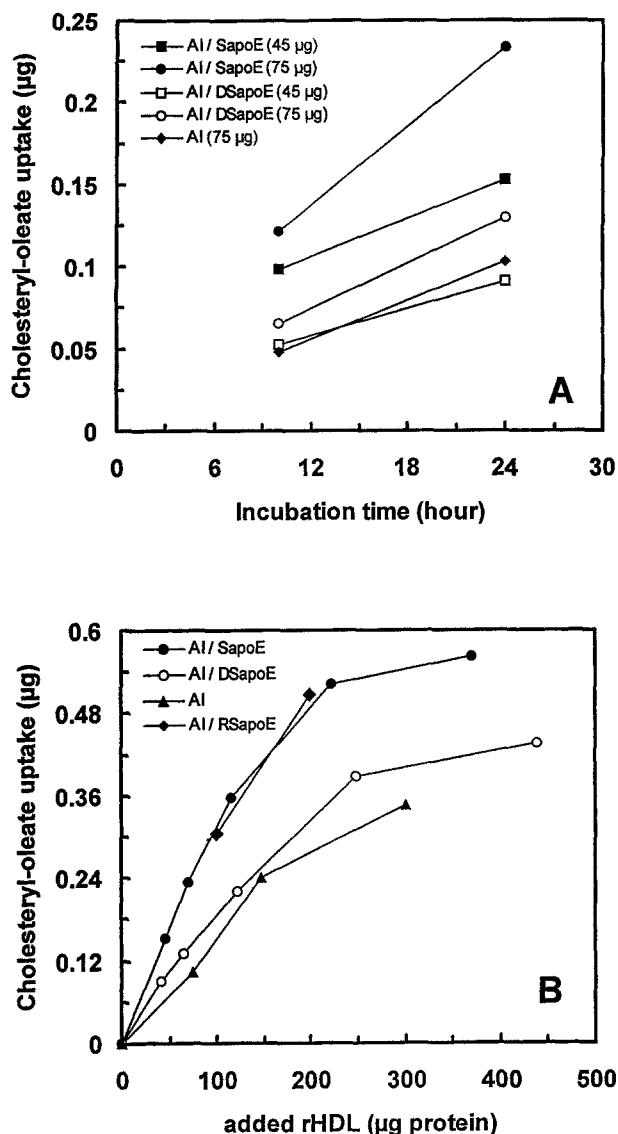 Cholesteryl-oleate uptake (µg)
0.25
0.2
0.15
0.1
0.05
0
AI / SapoE (45 µg)
AI / SapoE (75 µg)
AI / DSapoE (45 µg)
AI / DSapoE (75 µg)
AI (75 µg)
A
0 6 12 18 24 30
Incubation time (hour)
Cholesteryl-oleate uptake (µg)
0.6
0.48
0.36
0.24
0.12
0
AI / SapoE
AI / DSapoE
AI
AI / RSapoE
B
0 100 200 300 400 500
added rHDL (µg protein)